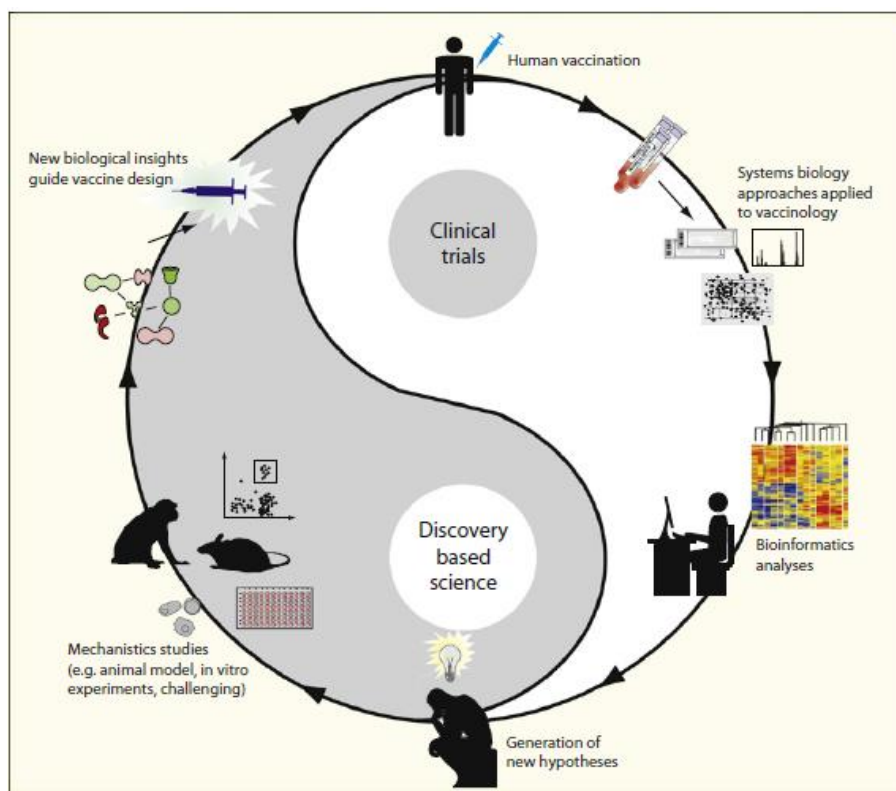 Human vaccination
New biological insights
guide vaccine design
Systems biology
approaches applied
to vaccinology
Clinical
trials
Bioinformatics
analyses
Discovery
based
science
Mechanistics studies
(e.g. animal model, in vitro
experiments, challenging)
Generation of
new hypotheses